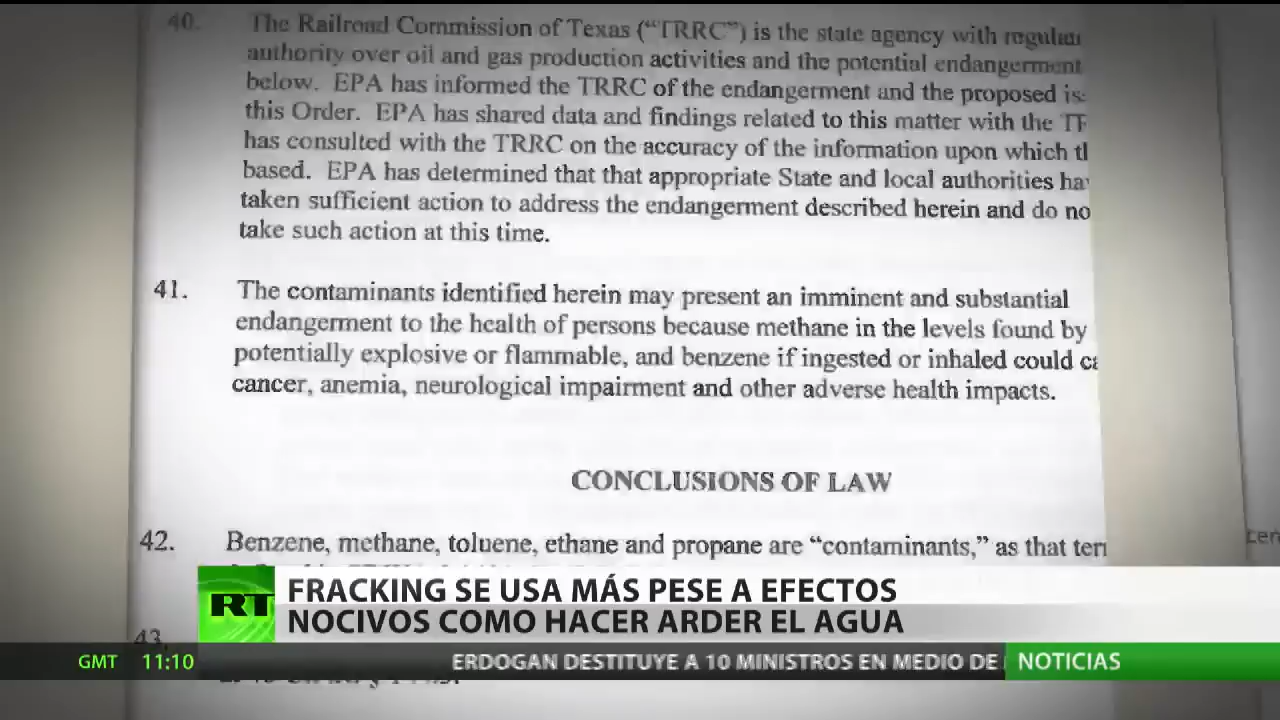 40. The Railroad Commission of Texas ("TRRC") is the state agency with
authority over oil and gas production activities and the potential endangerment
below. EPA has informed the TRRC of the endangerment and the proposed
this Order. EPA has shared data and findings related to this matter with the
has consulted with the TRRC on the accuracy of the information upon which
based. EPA has determined that that appropriate State and local authorities
taken sufficient action to address the endangerment described herein and do
take such action at this time.
41. The contaminants identified herein may present an imminent and substantial
endangerment to the health of persons because methane in the levels found by
potentially explosive or flammable, and benzene if ingested or inhaled could
cancer, anemia, neurological impairment and other adverse health impacts.
CONCLUSIONS OF LAW
42. Benzene, methane, toluene, ethane and propane are "contaminants," as that
43.
RT
FRACKING SE USA MÁS PESE A EFECTOS
NOCIVOS COMO HACER ARDER EL AGUA
GMT 11:10 ERDOGAN DESTITUYE A 10 MINISTROS EN MEDIO DE NOTICIAS